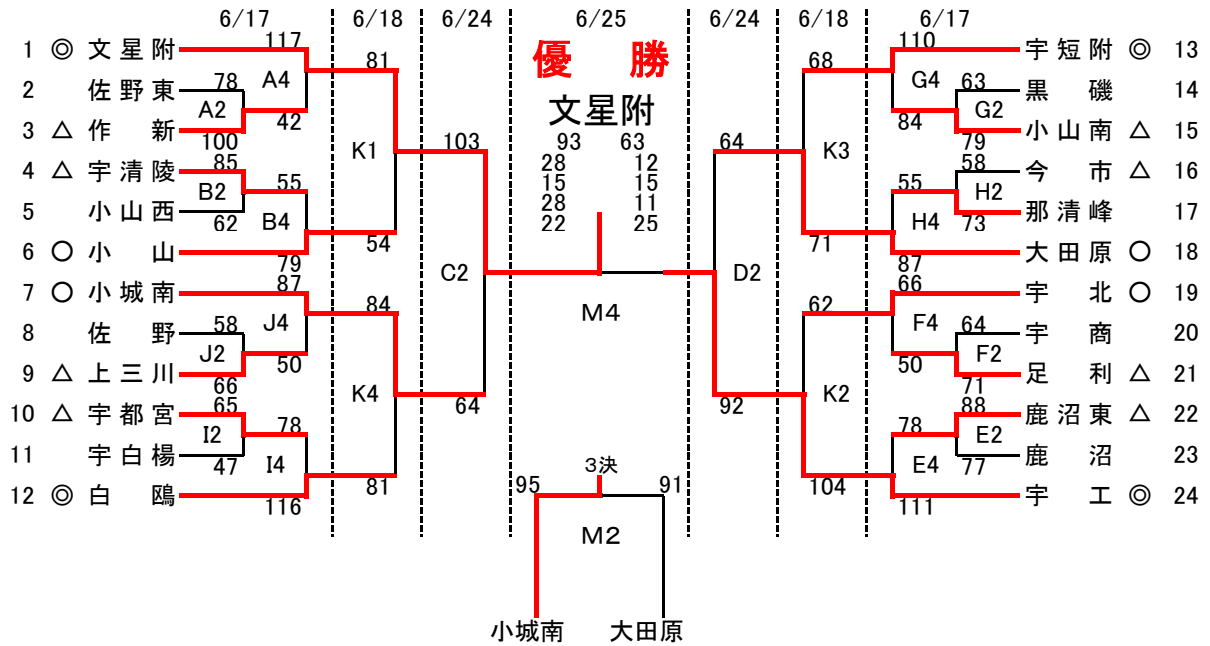 6/17 6/18 6/24 6/25 6/24 6/18 6/17
優 勝
文星附
93 63
28 12
15 15
28 11
22 25
M4
1 ◎ 文星附 117
2 佐野東 78
A2 A4
3 △ 作新 100 42
K1 81
4 △ 宇清陵 85 55
B2 B4
5 小山西 62
6 ○ 小山 79 54
C2 103
7 ○ 小城南 87 84
8 佐野 58
J2 J4
9 △ 上三川 66 50
K4 64
10 △ 宇都宮 65 78
I2 I4
11 宇白楊 47
12 ◎ 白鴎 116 81
68 110 宇短附 ◎ 13
G4 63 黒磯 14
G2
84 79 小山南 △ 15
64 K3
58 今市 △ 16
55 H2
H4 73 那清峰 17
71 87 大田原 ○ 18
D2
62 66 宇北 ○ 19
F4 64 宇商 20
F2
50 71 足利 △ 21
92 K2
78 88 鹿沼東 △ 22
E2
E4 77 鹿沼 23
104 111 宇工 ◎ 24
3決
95 91
M2
小城南 大田原